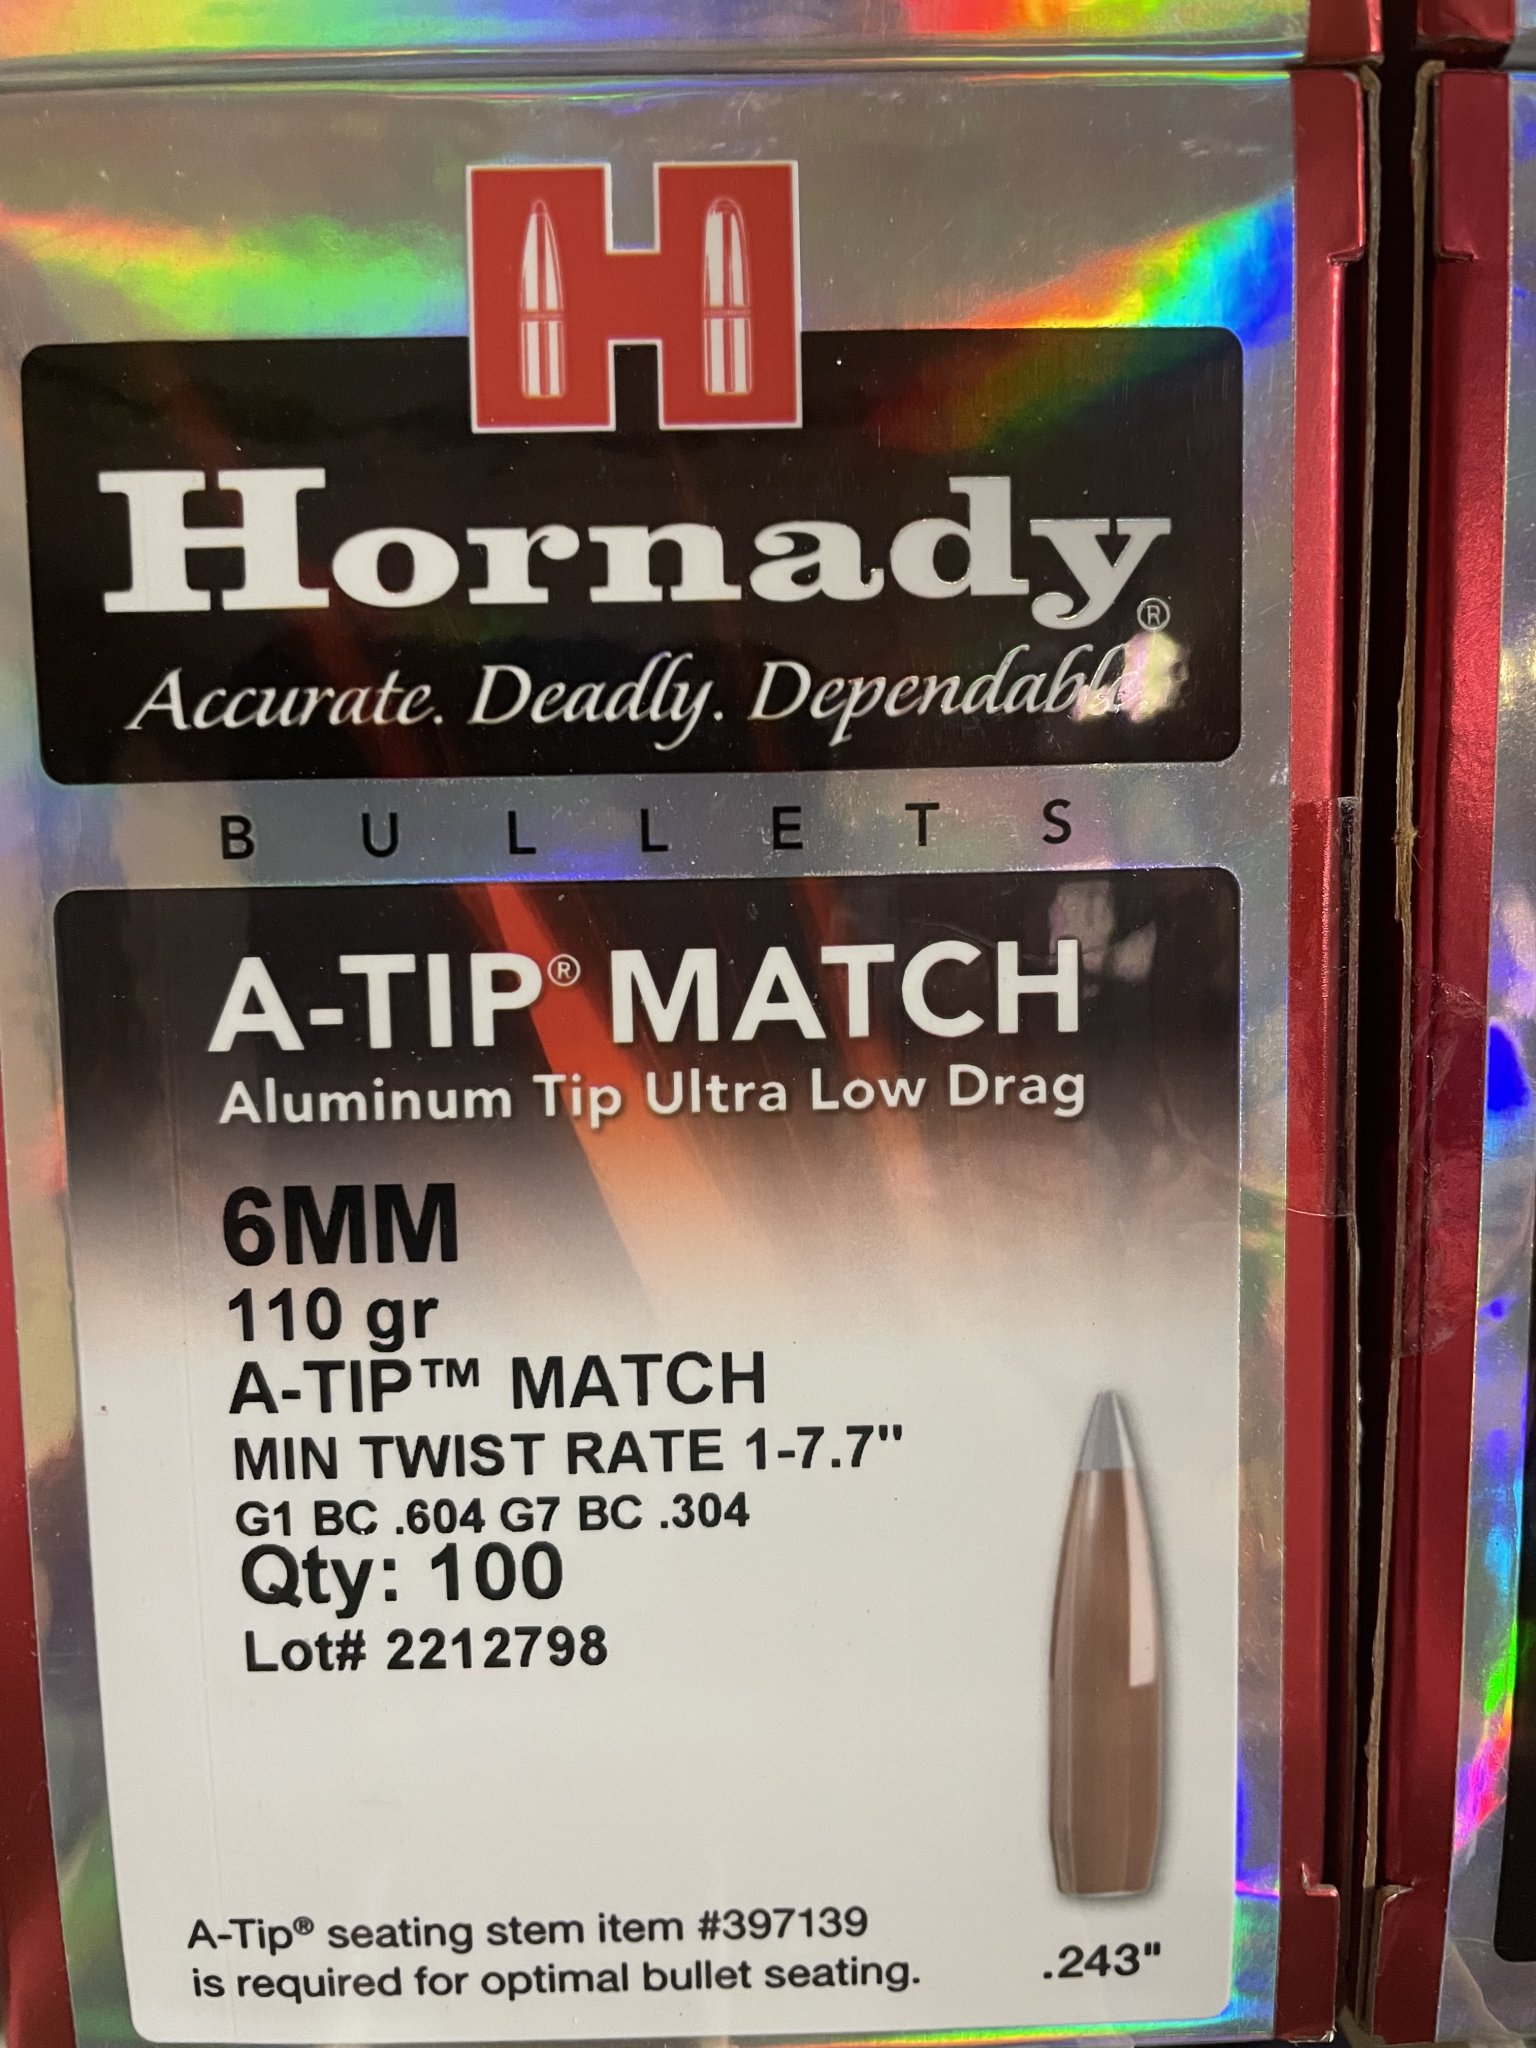 H
Hornady®
Accurate. Deadly. Dependable.
BULLETS
A-TIP® MATCH
Aluminum Tip Ultra Low Drag
6MM
110 gr
A-TIP™ MATCH
MIN TWIST RATE 1-7.7"
G1 BC .604 G7 BC .304
Qty: 100
Lot# 2212798
A-Tip® seating stem item #397139
is required for optimal bullet seating.
.243"